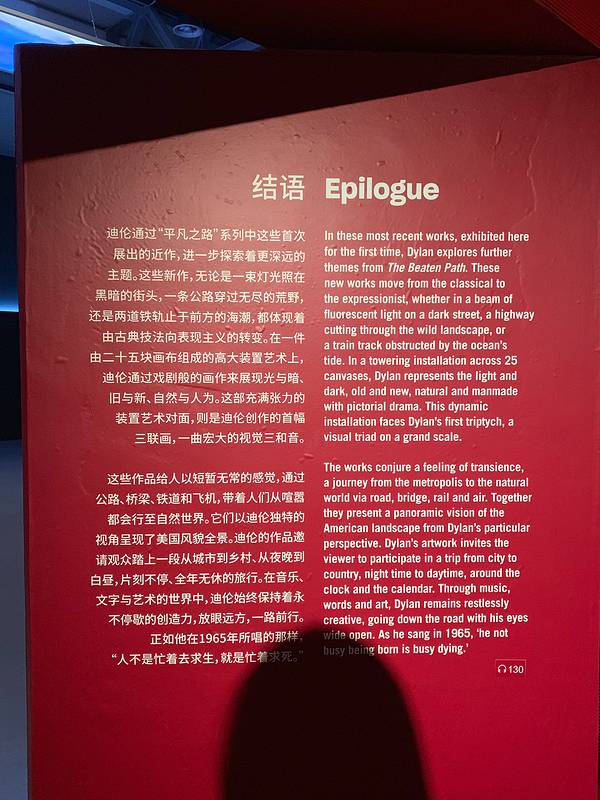 结语
迪伦通过“平凡之路”系列中这些首次
展出的近作，进一步探索着更深远的
主题。这些新作，无论是一束灯光照在
黑暗的街头，一条公路穿过无尽的荒野，
还是两道铁轨止于前方的海潮，都体现着
由古典技法向表现主义的转变。在一件
由二十五块画布组成的高大装置艺术上，
迪伦通过戏剧般的画作来展现光与暗、
旧与新、自然与人为。这部充满张力的
装置艺术对面，则是迪伦创作的首幅
三联画，一曲宏大的视觉三和音。
这些作品给人以短暂无常的感觉，通过
公路、桥梁、铁道和飞机，带着人们从喧嚣
都会行至自然世界。它们以迪伦独特的
视角呈现了美国风貌全景。迪伦的作品邀
请观众踏上一段从城市到乡村、从夜晚到
白昼，片刻不停、全年无休的旅行。在音乐、
文字与艺术的世界中，迪伦始终保持着永
不停歇的创造力，放眼远方，一路前行。
正如他在1965年所唱的那样，
“人不是忙着去求生，就是忙着求死。”
Epilogue
In these most recent works, exhibited here
for the first time, Dylan explores further
themes from The Beaten Path. These
new works move from the classical to
the expressionist, whether in a beam of
fluorescent light on a dark street, a highway
cutting through the wild landscape, or
a train track obstructed by the ocean's
tide. In a towering installation across 25
canvases, Dylan represents the light and
dark, old and new, natural and manmade
with pictorial drama. This dynamic
installation faces Dylan's first triptych, a
visual triad on a grand scale.
The works conjure a feeling of transience,
a journey from the metropolis to the natural
world via road, bridge, rail and air. Together
they present a panoramic vision of the
American landscape from Dylan's particular
perspective. Dylan's artwork invites the
viewer to participate in a trip from city to
country, night time to daytime, around the
clock and the calendar. Through music,
words and art, Dylan remains restlessly
creative, going down the road with his eyes
wide open. As he sang in 1965, 'he not
busy being born is busy dying.'
130